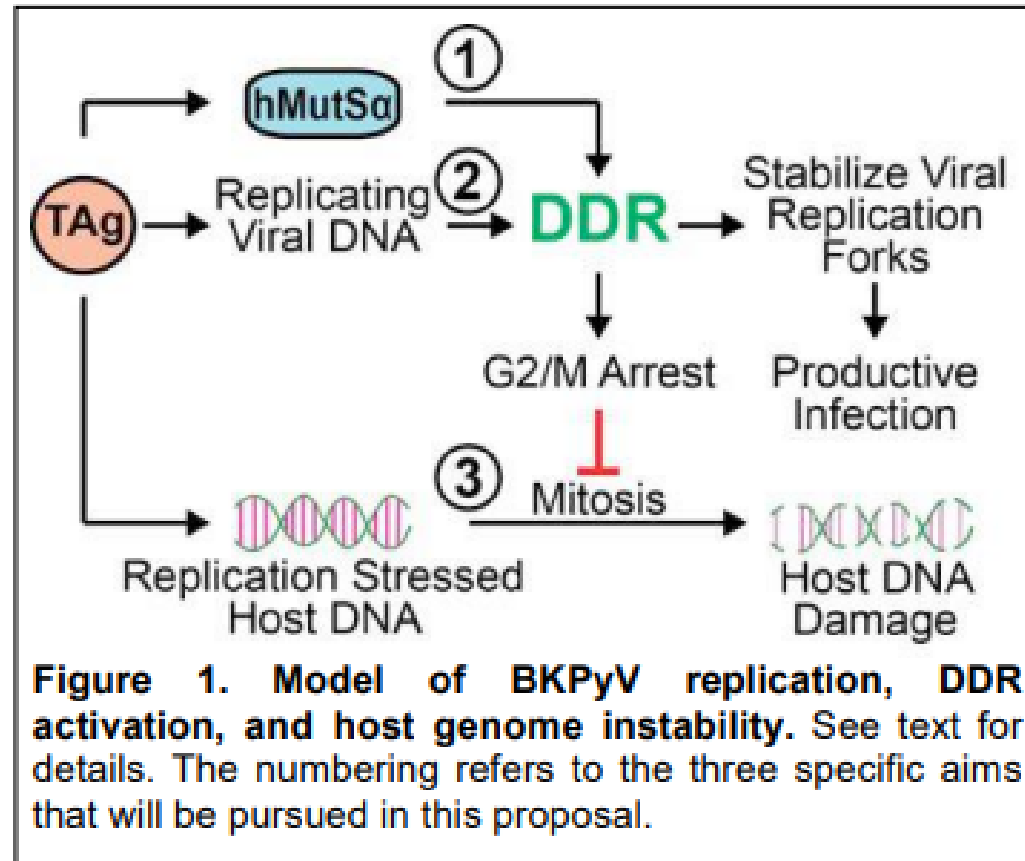 1
hMutSα
2
Replicating
Viral DNA
TAg
DDR
Stabilize Viral
Replication
Forks
G2/M Arrest
Productive
Infection
3
Mitosis
Replication Stressed
Host DNA
Host DNA
Damage
Figure 1. Model of BKPyV replication, DDR
activation, and host genome instability. See text for
details. The numbering refers to the three specific aims
that will be pursued in this proposal.